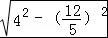 √(4² − (12/5)²)